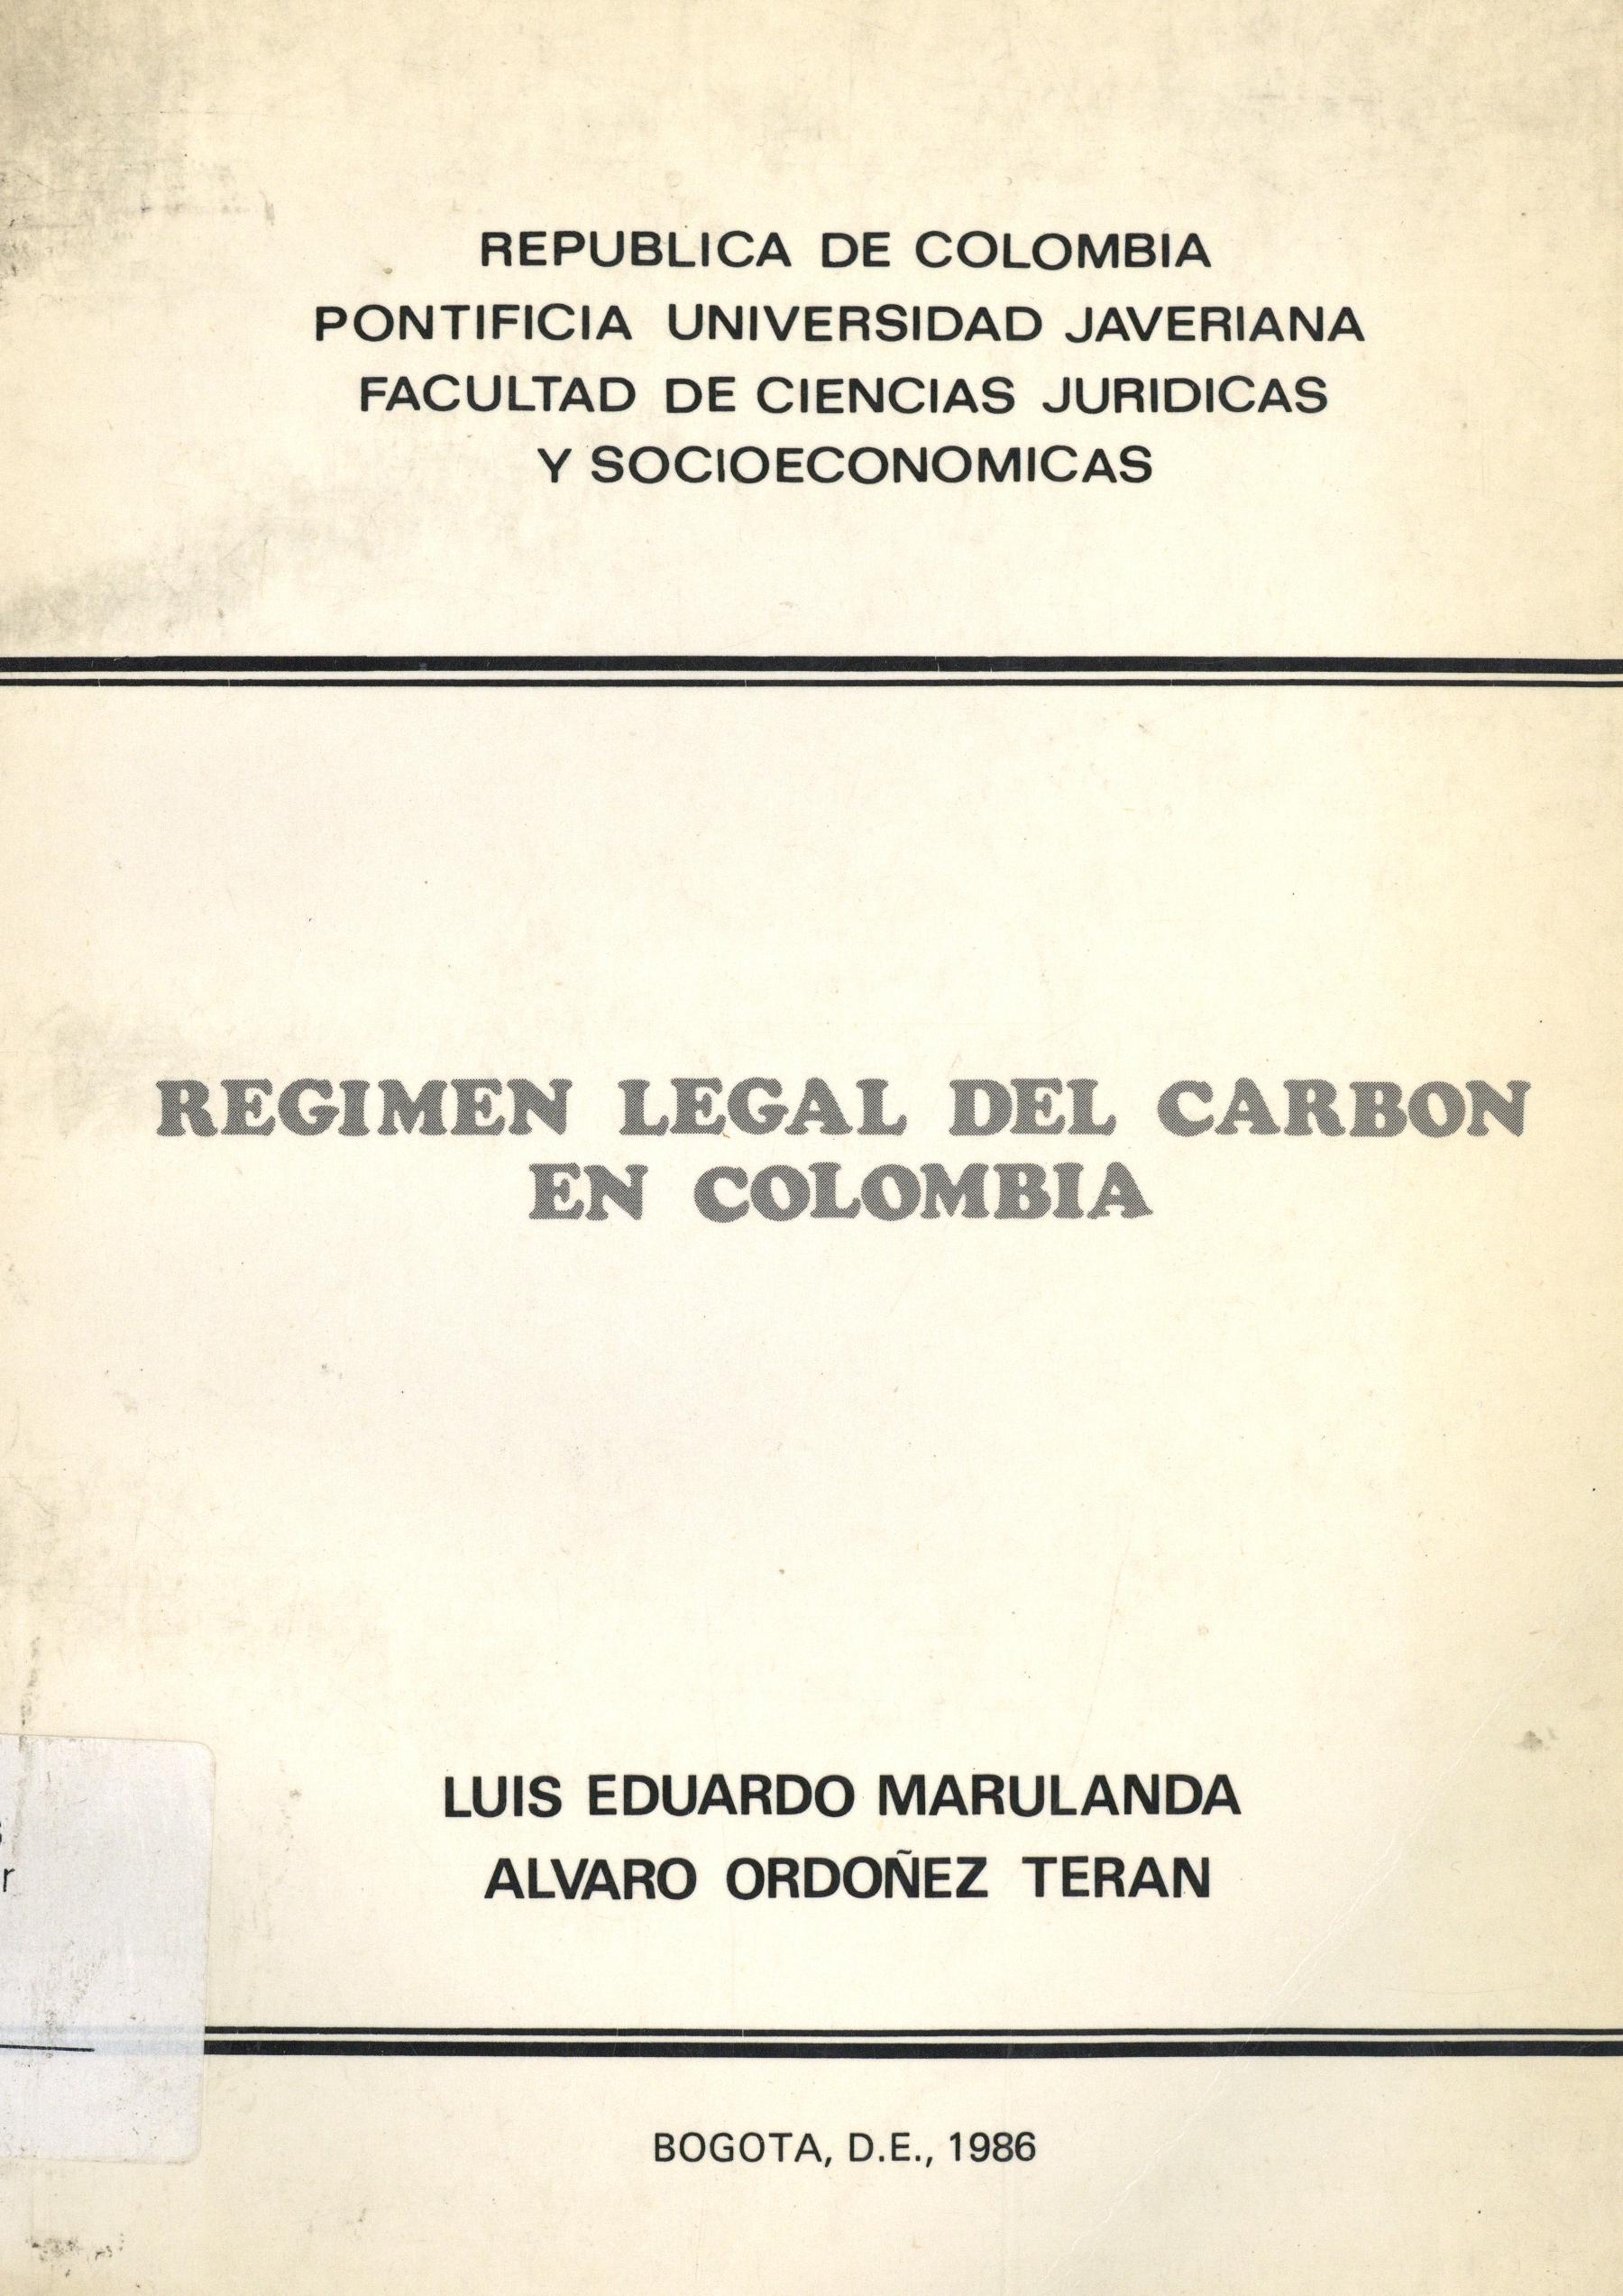 REPUBLICA DE COLOMBIA
PONTIFICIA UNIVERSIDAD JAVERIANA
FACULTAD DE CIENCIAS JURIDICAS
Y SOCIOECONOMICAS
REGIMEN LEGAL DEL CARBON
EN COLOMBIA
LUIS EDUARDO MARULANDA
ALVARO ORDOÑEZ TERAN
r
BOGOTA, D.E., 1986